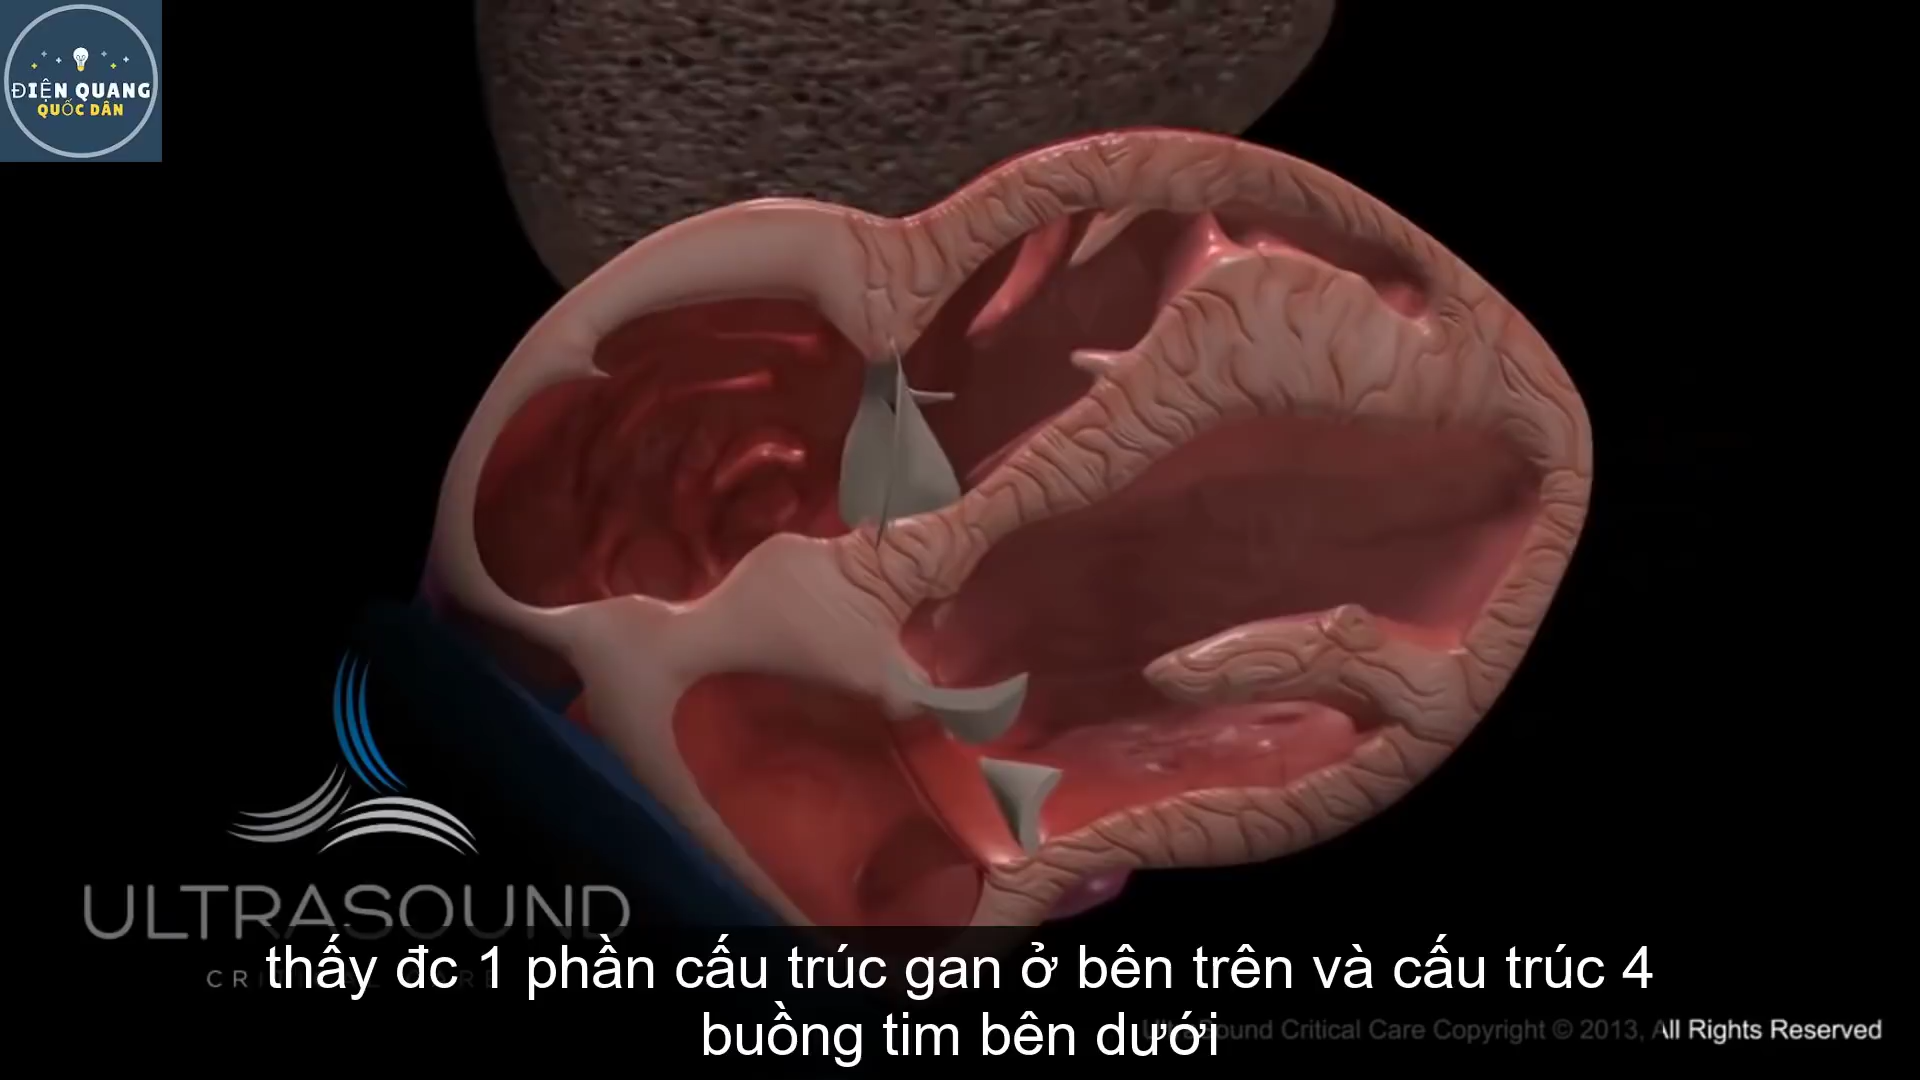 ĐIỆN QUANG
QUỐC DÂN
ULTRASOUND
thấy đc 1 phần cấu trúc gan ở bên trên và cấu trúc 4
buồng tim bên dưới
UltraSound Critical Care Copyright © 2013, All Rights Reserved